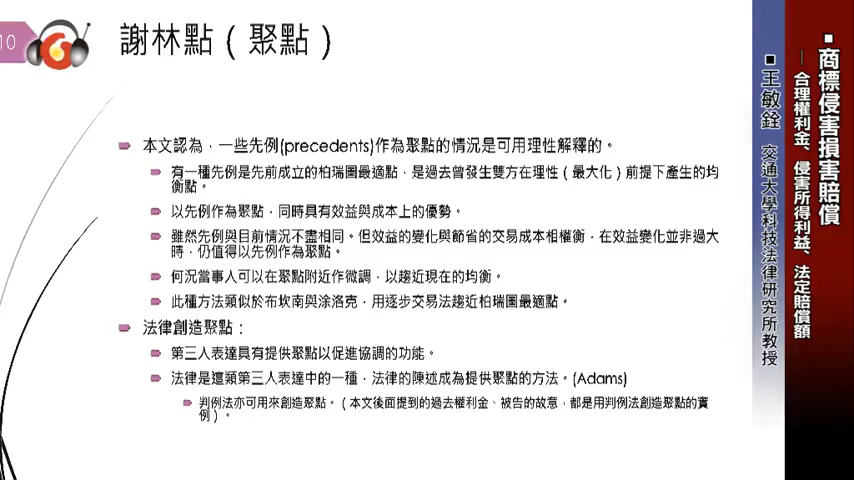 10
謝林點（聚點）
本文認為，一些先例(precedents)作為聚點的情況是可用理性解釋的。
有一種先例是先前成立的柏瑞圖最適點，是過去曾發生雙方在理性（最大化）前提下產生的均
衡點。
以先例作為聚點，同時具有效益與成本上的優勢。
雖然先例與目前情況不盡相同。但效益的變化與節省的交易成本相權衡，在效益變化並非過大
時，仍值得以先例作為聚點。
何況當事人可以在聚點附近作微調，以趨近現在的均衡。
此種方法類似於布坎南與涂洛克，用逐步交易法趨近柏瑞圖最適點。
法律創造聚點：
第三人表達具有提供聚點以促進協調的功能。
法律是這類第三人表達中的一種，法律的陳述成為提供聚點的方法。(Adams)
判例法亦可用來創造聚點。（本文後面提到的過去權利金、被告的故意，都是用判例法創造聚點的實
例）。
商標侵害損害賠償
—合理權利金、侵害所得利益、法定賠償額
王敏銓 交通大學科技法律研究所教授